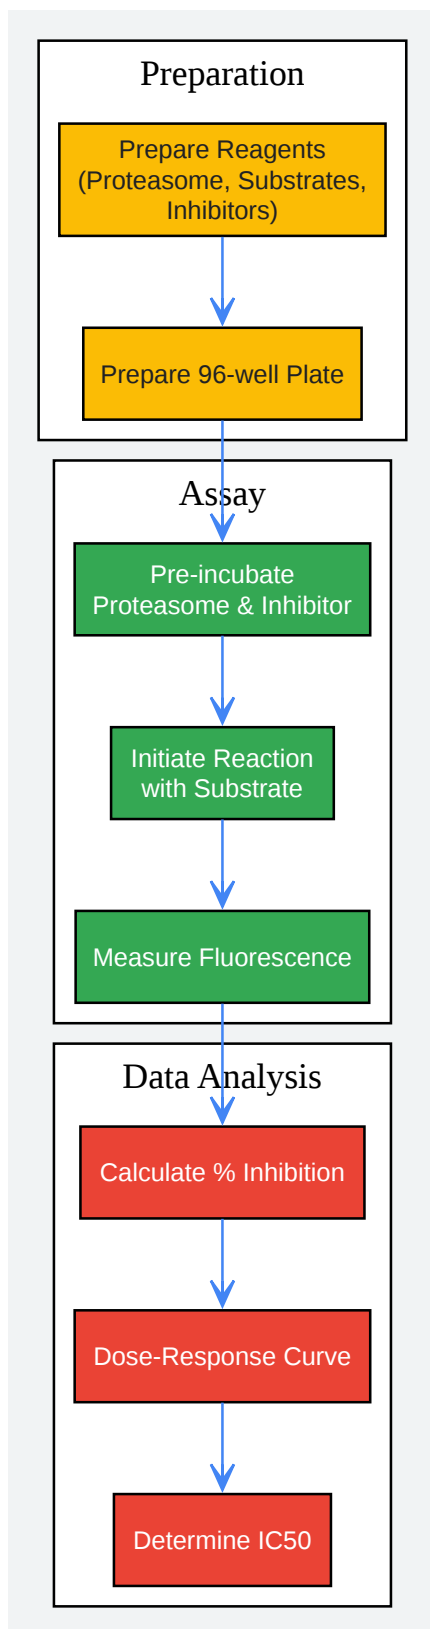 Preparation
Prepare Reagents
(Proteasome, Substrates,
Inhibitors)
Prepare 96-well Plate
Assay
Pre-incubate
Proteasome & Inhibitor
Initiate Reaction
with Substrate
Measure Fluorescence
Data Analysis
Calculate % Inhibition
Dose-Response Curve
Determine IC50